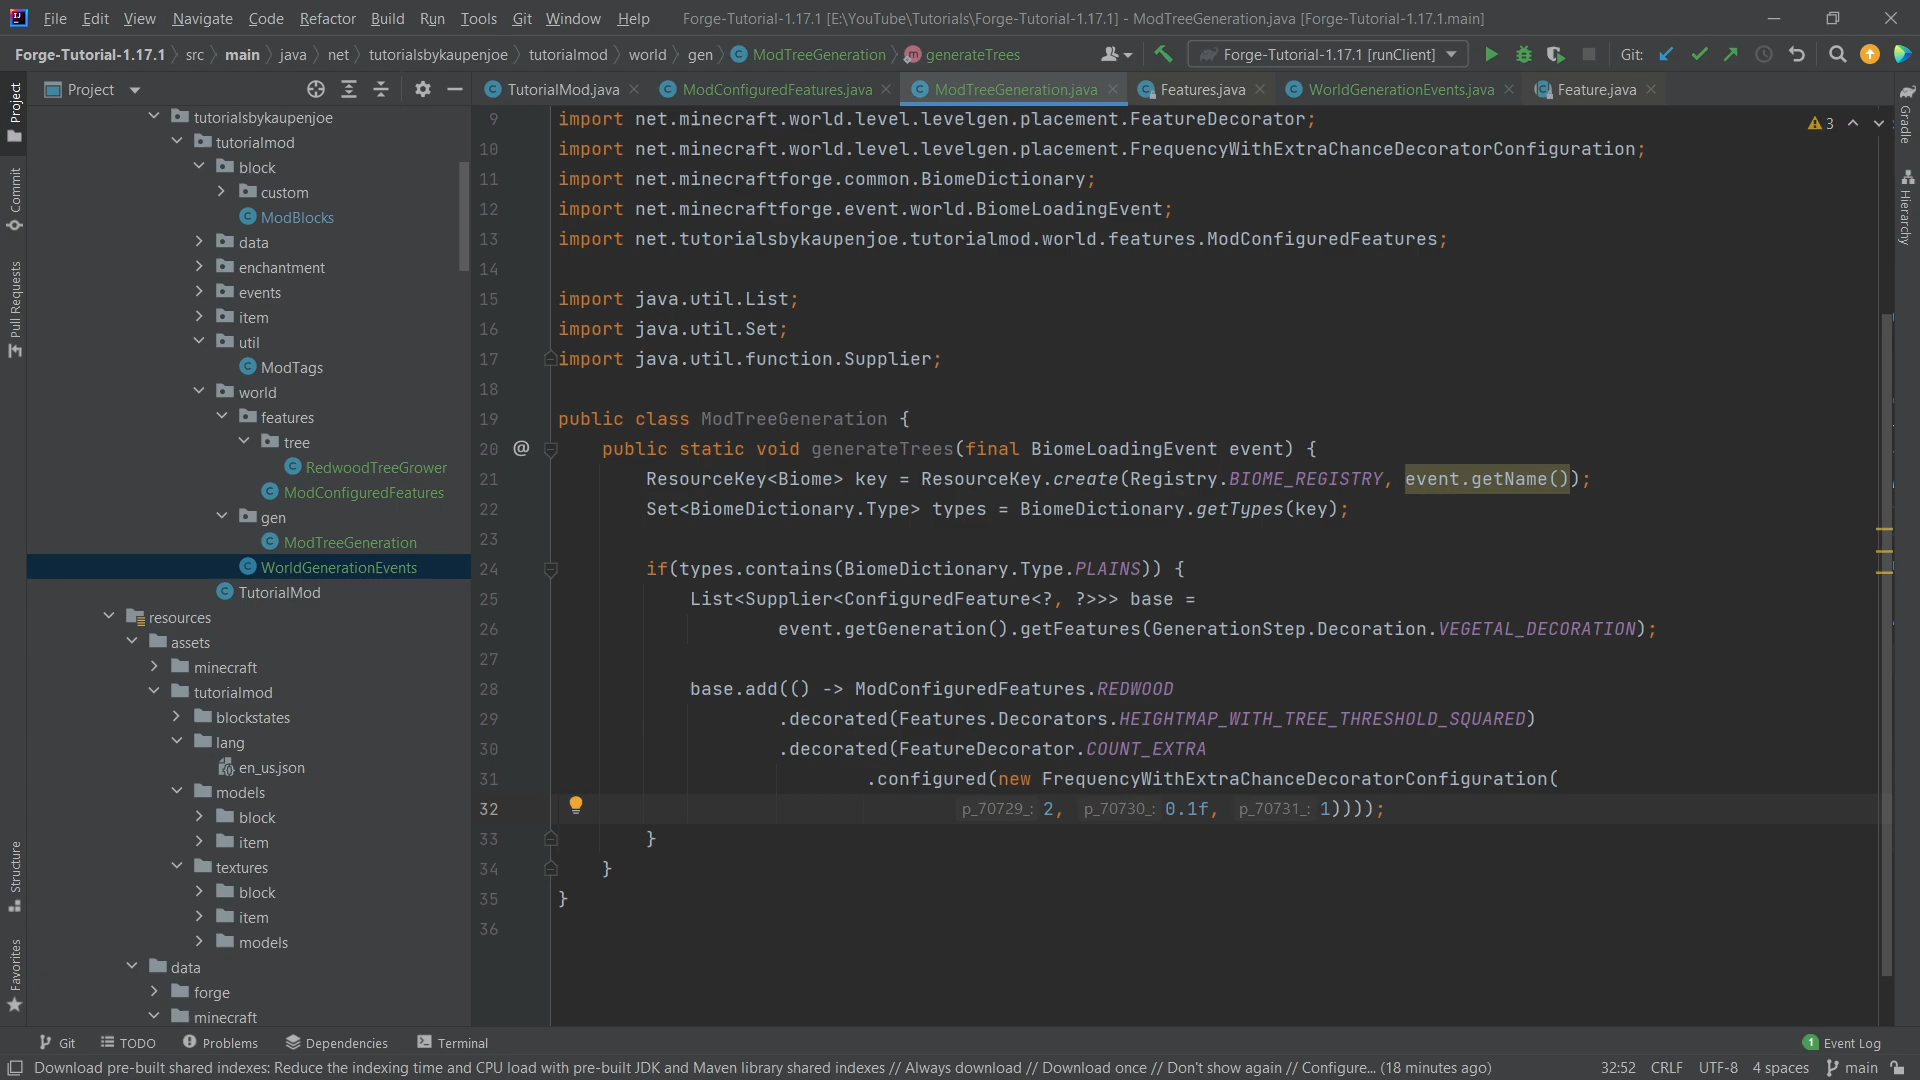 File Edit View Navigate Code Refactor Build Run Tools Git Window Help Forge-Tutorial-1.17.1 [E:\YouTube\Tutorials\Forge-Tutorial-1.17.1] - ModTreeGeneration.java [Forge-Tutorial-1.17.1.main]
Forge-Tutorial-1.17.1 src main java net tutorialsbykaupenjoe tutorialmod world gen ModTreeGeneration generateTrees Forge-Tutorial-1.17.1 [runClient] Git:
Project TutorialMod.java ModConfiguredFeatures.java ModTreeGeneration.java Features.java WorldGenerationEvents.java Feature.java
Project
Commit
Pull Requests
Structure
Favorites
tutorialsbykaupenjoe
tutorialmod
block
custom
ModBlocks
data
enchantment
events
item
util
ModTags
world
features
tree
RedwoodTreeGrower
ModConfiguredFeatures
gen
ModTreeGeneration
WorldGenerationEvents
TutorialMod
resources
assets
minecraft
tutorialmod
blockstates
lang
en_us.json
models
block
item
textures
block
item
models
data
forge
minecraft
9 import net.minecraft.world.level.levelgen.placement.FeatureDecorator;
10 import net.minecraft.world.level.levelgen.placement.FrequencyWithExtraChanceDecoratorConfiguration;
11 import net.minecraftforge.common.BiomeDictionary;
12 import net.minecraftforge.event.world.BiomeLoadingEvent;
13 import net.tutorialsbykaupenjoe.tutorialmod.world.features.ModConfiguredFeatures;
14
15 import java.util.List;
16 import java.util.Set;
17 import java.util.function.Supplier;
18
19 public class ModTreeGeneration {
20 @ public static void generateTrees(final BiomeLoadingEvent event) {
21 ResourceKey<Biome> key = ResourceKey.create(Registry.BIOME_REGISTRY, event.getName());
22 Set<BiomeDictionary.Type> types = BiomeDictionary.getTypes(key);
23
24 if(types.contains(BiomeDictionary.Type.PLAINS)) {
25 List<Supplier<ConfiguredFeature<?, ?>>> base =
26 event.getGeneration().getFeatures(GenerationStep.Decoration.VEGETAL_DECORATION);
27
28 base.add(() -> ModConfiguredFeatures.REDWOOD
29 .decorated(Features.Decorators.HEIGHTMAP_WITH_TREE_THRESHOLD_SQUARED)
30 .decorated(FeatureDecorator.COUNT_EXTRA
31 .configured(new FrequencyWithExtraChanceDecoratorConfiguration(
32 p_70729_: 2, p_70730_: 0.1f, p_70731_: 1))));
33 }
34 }
35 }
36
3
Gradle
Hierarchy
Git TODO Problems Dependencies Terminal 1 Event Log
Download pre-built shared indexes: Reduce the indexing time and CPU load with pre-built JDK and Maven library shared indexes // Always download // Download once // Don't show again // Configure... (18 minutes ago) 32:52 CRLF UTF-8 4 spaces main